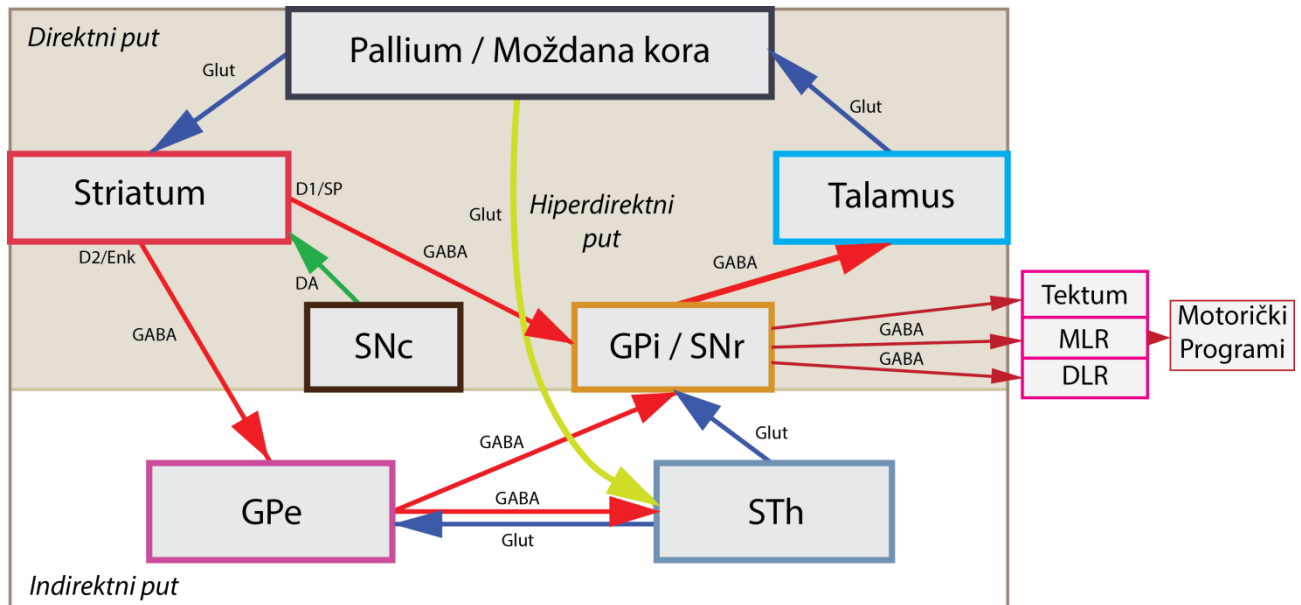 Direktni put
Pallium / Moždana kora
Glut
Glut
Striatum
D1/SP
Glut
Hiperdirektni
put
Talamus
D2/Enk
GABA
GABA
DA
GABA
SNc
GPi / SNr
GABA
GABA
Tektum
MLR
DLR
Motorički
Programi
GABA
Glut
GPe
GABA
Glut
STh
Indirektni put